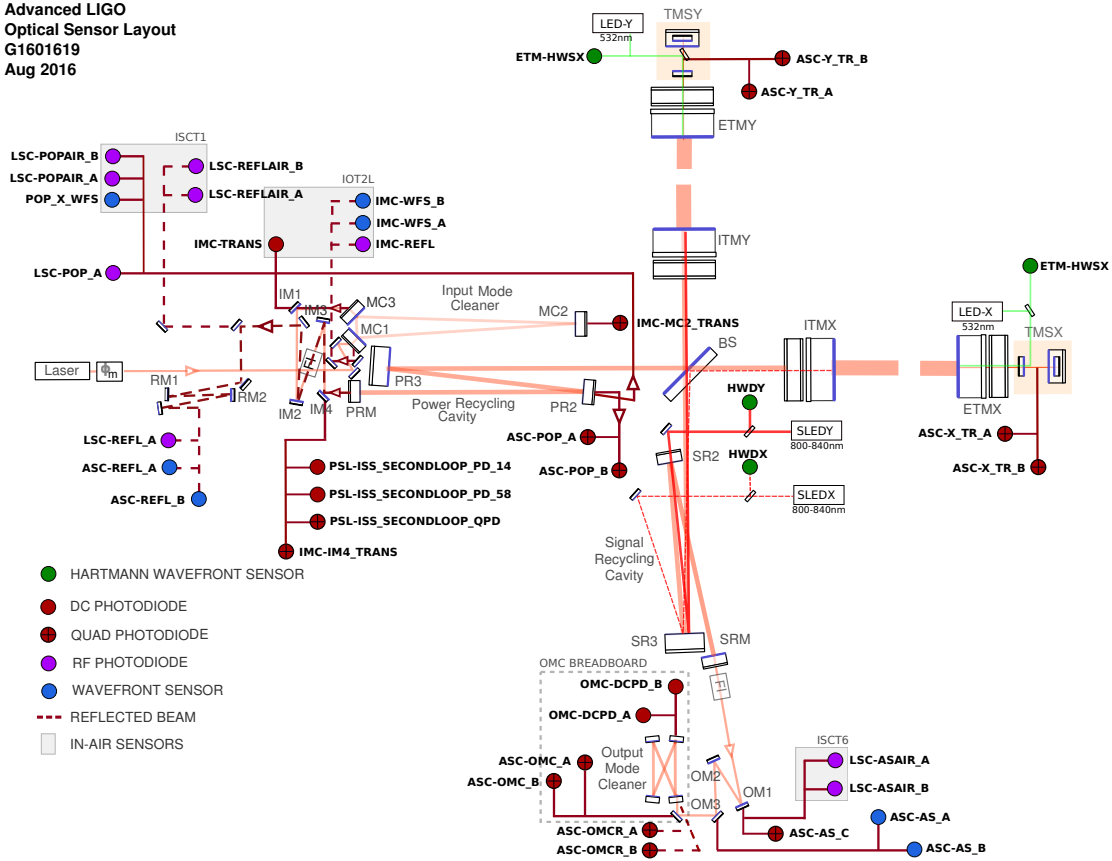 Advanced LIGO
Optical Sensor Layout
G1601619
Aug 2016
TMSY
LED-Y
532nm
ETM-HWSX
ASC-Y_TR_B
ASC-Y_TR_A
ETMY
ISCT1
LSC-POPAIR_B
LSC-POPAIR_A
POP_X_WFS
LSC-REFLAIR_B
LSC-REFLAIR_A
IOT2L
IMC-WFS_B
IMC-WFS_A
IMC-REFL
IMC-TRANS
LSC-POP_A
ITMY
ETM-HWSX
IM1
IM3
MC3
MC1
Input Mode
Cleaner
MC2
IMC-MC2_TRANS
BS
ITMX
LED-X
532nm
TMSX
Laser
ϕm
FI
RM1
RM2
IM2
IM4
PR3
PRM
Power Recycling
Cavity
PR2
HWDY
ETMX
LSC-REFL_A
ASC-REFL_A
ASC-REFL_B
ASC-POP_A
ASC-POP_B
SLEDY
800-840nm
HWDX
SR2
SLEDX
800-840nm
ASC-X_TR_A
ASC-X_TR_B
PSL-ISS_SECONDLOOP_PD_14
PSL-ISS_SECONDLOOP_PD_58
PSL-ISS_SECONDLOOP_QPD
IMC-IM4_TRANS
Signal
Recycling
Cavity
HARTMANN WAVEFRONT SENSOR
DC PHOTODIODE
QUAD PHOTODIODE
RF PHOTODIODE
WAVEFRONT SENSOR
REFLECTED BEAM
IN-AIR SENSORS
SR3
SRM
FI
OMC BREADBOARD
OMC-DCPD_B
OMC-DCPD_A
ASC-OMC_A
ASC-OMC_B
Output
Mode
Cleaner
OM2
OM3
OM1
ISCT6
LSC-ASAIR_A
LSC-ASAIR_B
ASC-AS_A
ASC-AS_C
ASC-AS_B
ASC-OMCR_A
ASC-OMCR_B